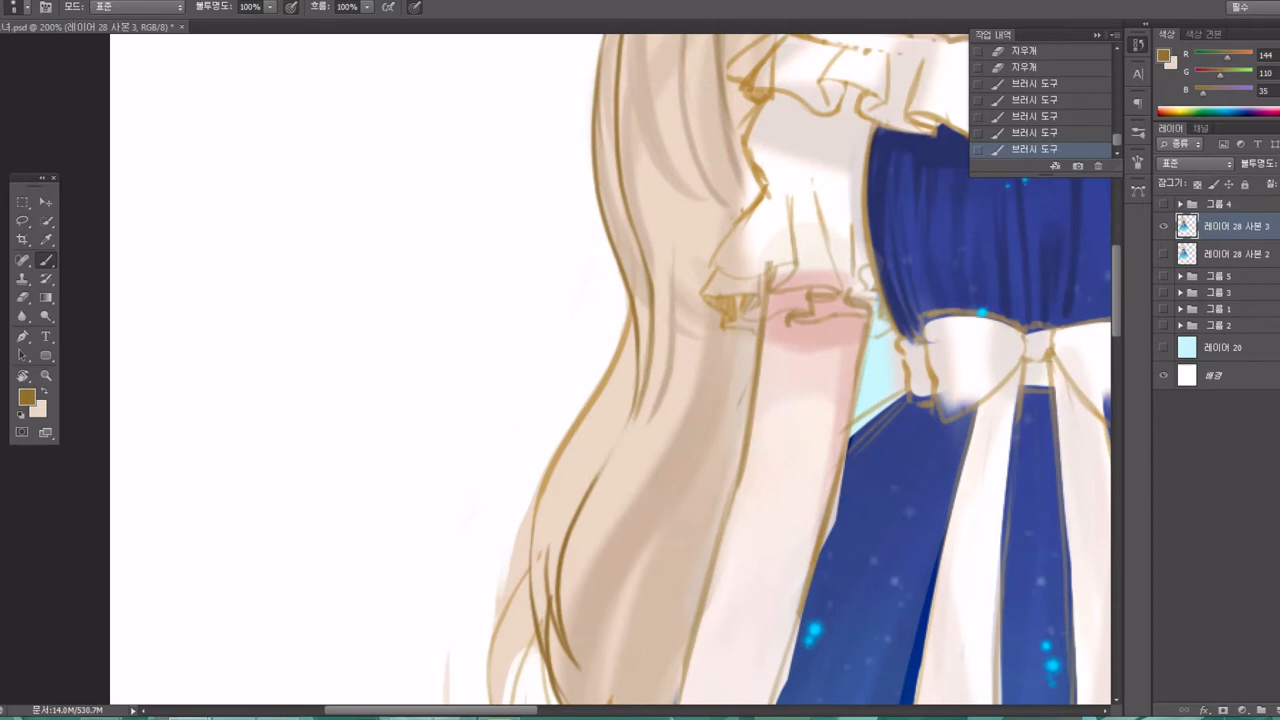 8 모드: 표준 불투명도: 100% 흐름: 100% 필수
녀.psd @ 200% (레이어 28 사본 3, RGB/8) * ×
작업 내역
지우개
지우개
브러시 도구
브러시 도구
브러시 도구
브러시 도구
브러시 도구
색상 색상 견본
R 144
G 110
B 35
레이어 채널
종류
표준 불투명도:
잠그기: 칠:
그룹 4
레이어 28 사본 3
레이어 28 사본 2
그룹 5
그룹 3
그룹 1
그룹 2
레이어 20
배경
문서:14.0M/538.7M